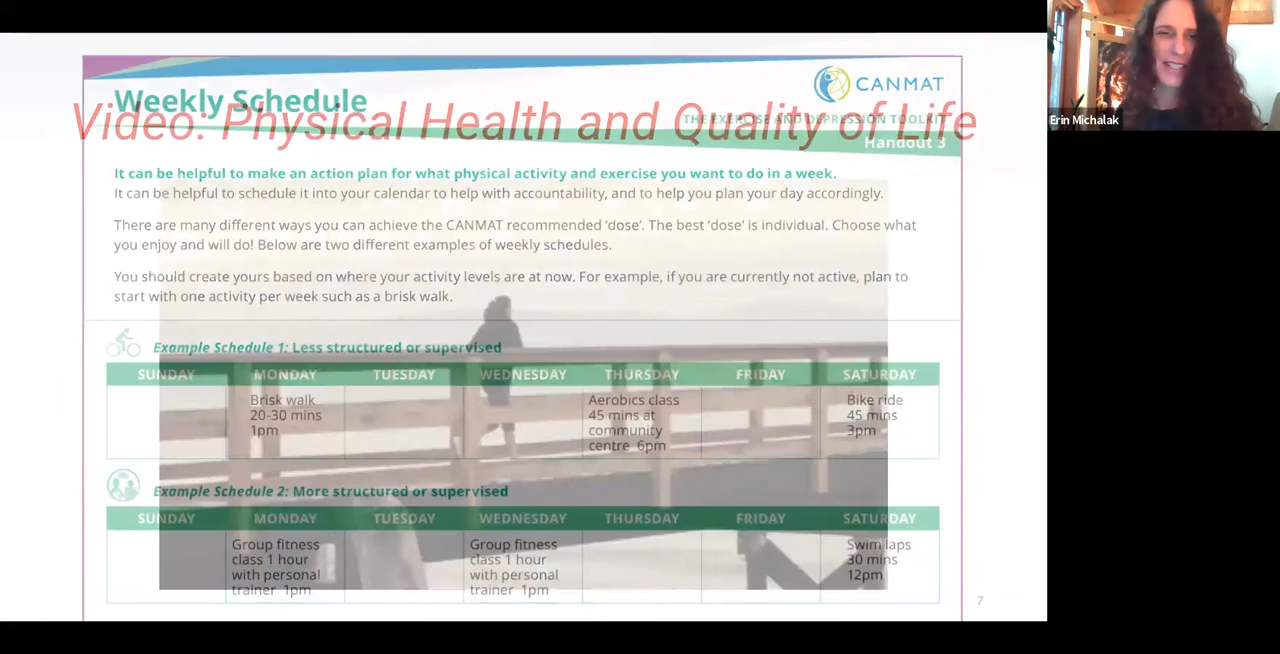 Weekly Schedule
CANMAT
Video: Physical Health and Quality of Life
THE EXERCISE AND DEPRESSION TOOLKIT
Handout 3
It can be helpful to make an action plan for what physical activity and exercise you want to do in a week.
It can be helpful to schedule it into your calendar to help with accountability, and to help you plan your day accordingly.
There are many different ways you can achieve the CANMAT recommended 'dose'. The best 'dose' is individual. Choose what
you enjoy and will do! Below are two different examples of weekly schedules.
You should create yours based on where your activity levels are at now. For example, if you are currently not active, plan to
start with one activity per week such as a brisk walk.
Example Schedule 1: Less structured or supervised
SUNDAY MONDAY TUESDAY WEDNESDAY THURSDAY FRIDAY SATURDAY
Brisk walk Aerobics class Bike ride
20-30 mins 45 mins at 45 mins
1pm community 3pm
centre 6pm
Example Schedule 2: More structured or supervised
SUNDAY MONDAY TUESDAY WEDNESDAY THURSDAY FRIDAY SATURDAY
Group fitness Group fitness Swim laps
class 1 hour class 1 hour 30 mins
with personal with personal 12pm
trainer 1pm trainer 1pm
7
Erin Michalak